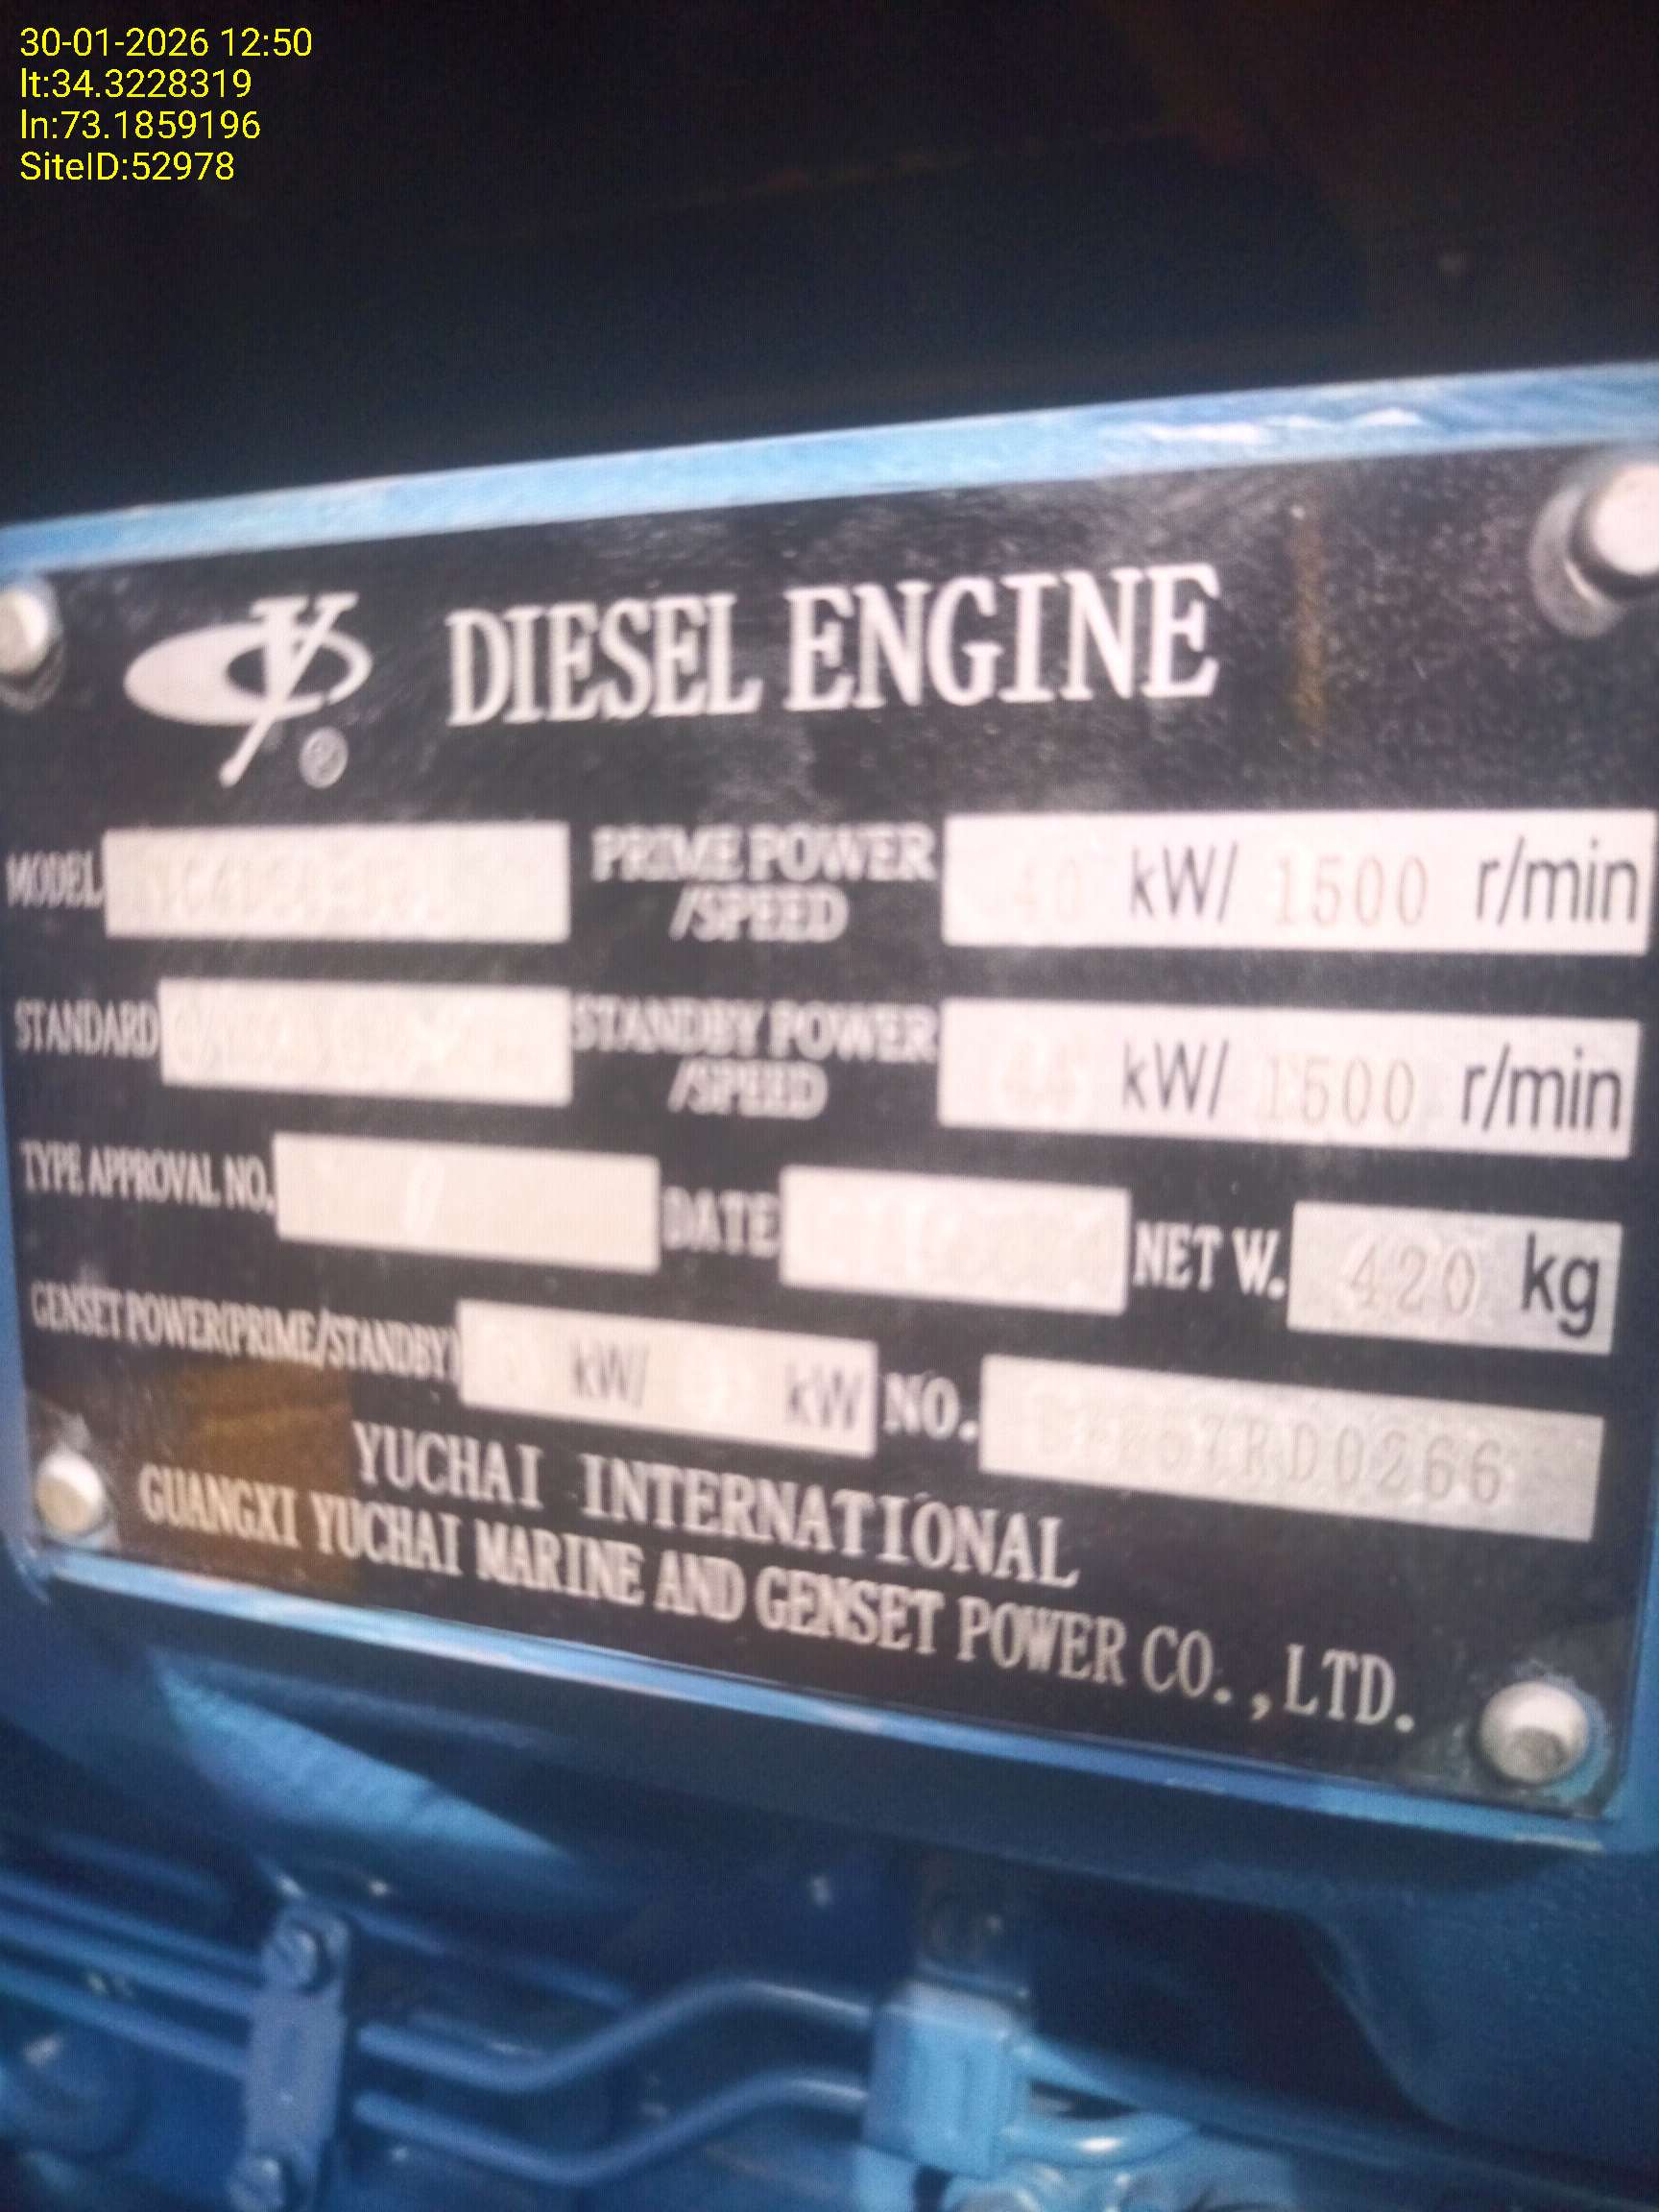 30-01-2026 12:50
lt:34.3228319
ln:73.1859196
SiteID:52978
DIESEL ENGINE
MODEL
PRIME POWER /SPEED 40 kW/ 1500 r/min
STANDARD
STANDBY POWER /SPEED 44 kW/ 1500 r/min
TYPE APPROVAL NO. DATE NET W. 420 kg
GENSET POWER(PRIME/STANDBY) kW/ kW NO.
YUCHAI INTERNATIONAL
GUANGXI YUCHAI MARINE AND GENSET POWER CO.,LTD.